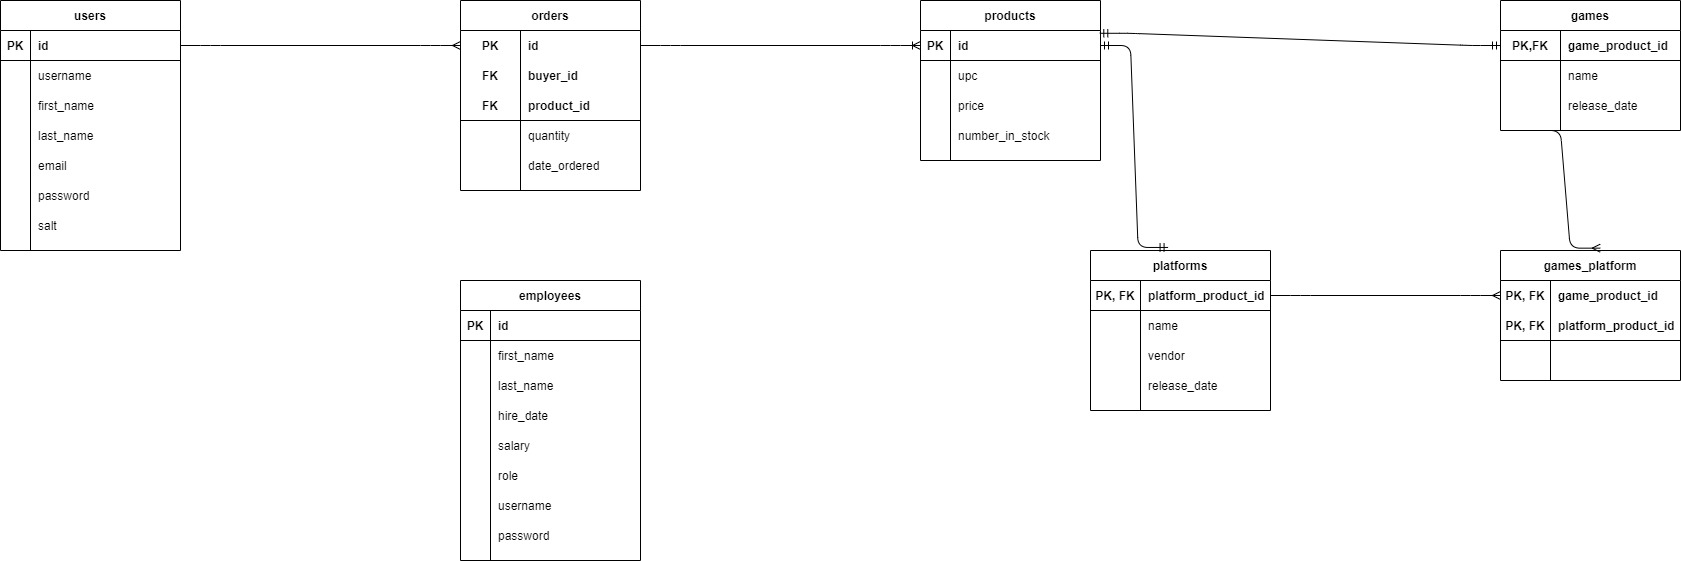 users
PK id
username
first_name
last_name
email
password
salt
orders
PK id
FK buyer_id
FK product_id
quantity
date_ordered
products
PK id
upc
price
number_in_stock
games
PK,FK game_product_id
name
release_date
employees
PK id
first_name
last_name
hire_date
salary
role
username
password
platforms
PK, FK platform_product_id
name
vendor
release_date
games_platform
PK, FK game_product_id
PK, FK platform_product_id